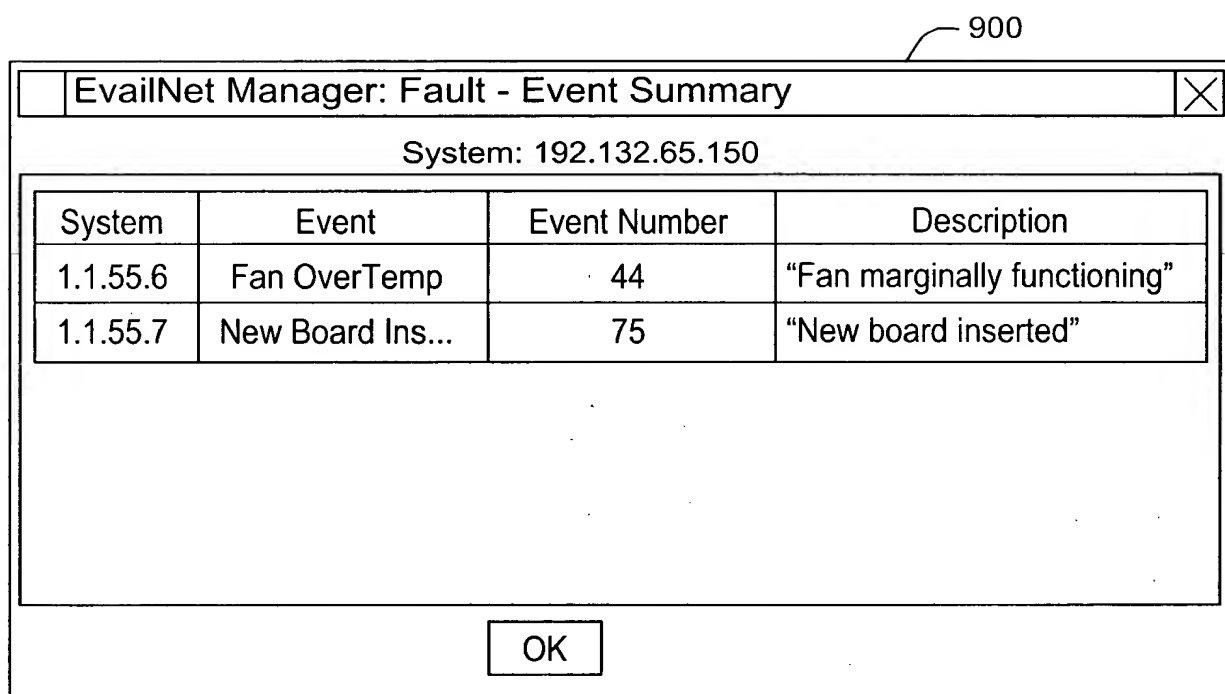 900
EvailNet Manager: Fault - Event Summary
System: 192.132.65.150
System Event Event Number Description
1.1.55.6 Fan OverTemp 44 “Fan marginally functioning”
1.1.55.7 New Board Ins... 75 “New board inserted”
OK